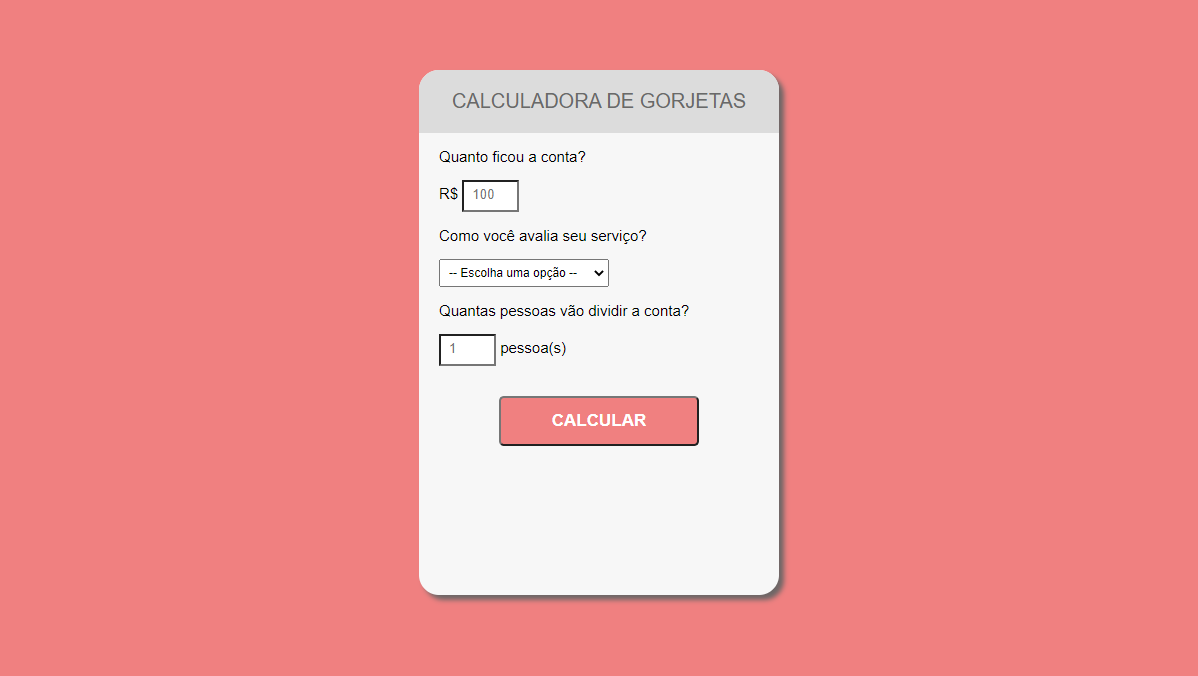 CALCULADORA DE GORJETAS
Quanto ficou a conta?
R$ 100
Como você avalia seu serviço?
-- Escolha uma opção --
Quantas pessoas vão dividir a conta?
1 pessoa(s)
CALCULAR